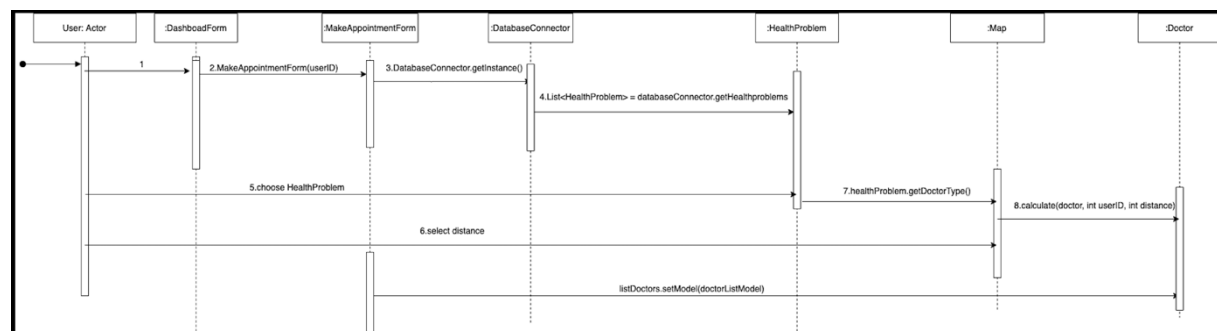 User: Actor
:DashboadForm
:MakeAppointmentForm
:DatabaseConnector
:HealthProblem
:Map
:Doctor
1
2.MakeAppointmentForm(userID)
3.DatabaseConnector.getInstance()
4.List<HealthProblem> = databaseConnector.getHealthproblems
5.choose HealthProblem
7.healthProblem.getDoctorType()
8.calculate(doctor, int userID, int distance)
6.select distance
listDoctors.setModel(doctorListModel)